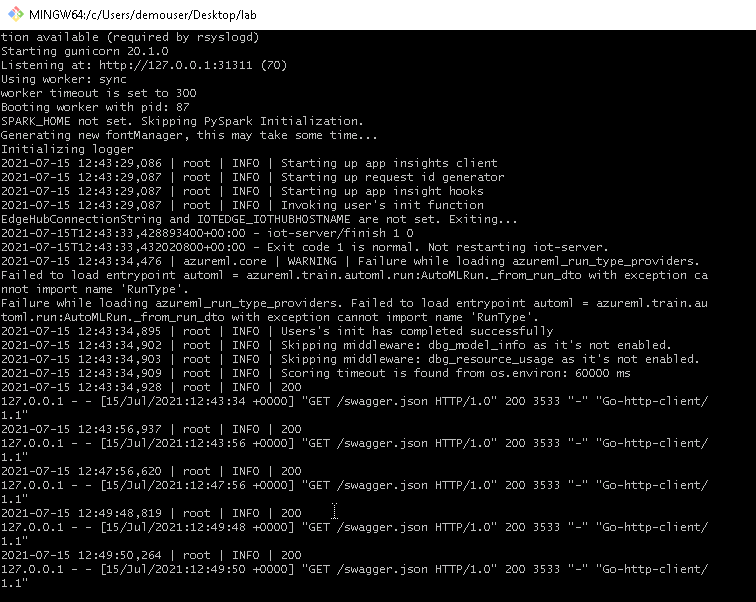 MINGW64:/c/Users/demouser/Desktop/lab
tion available (required by rsyslogd)
Starting gunicorn 20.1.0
Listening at: http://127.0.0.1:31311 (70)
Using worker: sync
worker timeout is set to 300
Booting worker with pid: 87
SPARK_HOME not set. Skipping PySpark Initialization.
Generating new fontManager, this may take some time...
Initializing logger
2021-07-15 12:43:29,086 | root | INFO | Starting up app insights client
2021-07-15 12:43:29,087 | root | INFO | Starting up request id generator
2021-07-15 12:43:29,087 | root | INFO | Starting up app insight hooks
2021-07-15 12:43:29,087 | root | INFO | Invoking user's init function
EdgeHubConnectionString and IOTEDGE_IOTHUBHOSTNAME are not set. Exiting...
2021-07-15T12:43:33,428893400+00:00 - iot-server/finish 1 0
2021-07-15T12:43:33,432020800+00:00 - Exit code 1 is normal. Not restarting iot-server.
2021-07-15 12:43:34,476 | azureml.core | WARNING | Failure while loading azureml_run_type_providers.
Failed to load entrypoint automl = azureml.train.automl.run:AutoMLRun._from_run_dto with exception ca
nnot import name 'RunType'.
Failure while loading azureml_run_type_providers. Failed to load entrypoint automl = azureml.train.au
toml.run:AutoMLRun._from_run_dto with exception cannot import name 'RunType'.
2021-07-15 12:43:34,895 | root | INFO | Users's init has completed successfully
2021-07-15 12:43:34,902 | root | INFO | Skipping middleware: dbg_model_info as it's not enabled.
2021-07-15 12:43:34,903 | root | INFO | Skipping middleware: dbg_resource_usage as it's not enabled.
2021-07-15 12:43:34,909 | root | INFO | Scoring timeout is found from os.environ: 60000 ms
2021-07-15 12:43:34,928 | root | INFO | 200
127.0.0.1 - - [15/Jul/2021:12:43:34 +0000] "GET /swagger.json HTTP/1.0" 200 3533 "-" "Go-http-client/
1.1"
2021-07-15 12:43:56,937 | root | INFO | 200
127.0.0.1 - - [15/Jul/2021:12:43:56 +0000] "GET /swagger.json HTTP/1.0" 200 3533 "-" "Go-http-client/
1.1"
2021-07-15 12:47:56,620 | root | INFO | 200
127.0.0.1 - - [15/Jul/2021:12:47:56 +0000] "GET /swagger.json HTTP/1.0" 200 3533 "-" "Go-http-client/
1.1"
2021-07-15 12:49:48,819 | root | INFO | 200
127.0.0.1 - - [15/Jul/2021:12:49:48 +0000] "GET /swagger.json HTTP/1.0" 200 3533 "-" "Go-http-client/
1.1"
2021-07-15 12:49:50,264 | root | INFO | 200
127.0.0.1 - - [15/Jul/2021:12:49:50 +0000] "GET /swagger.json HTTP/1.0" 200 3533 "-" "Go-http-client/
1.1"